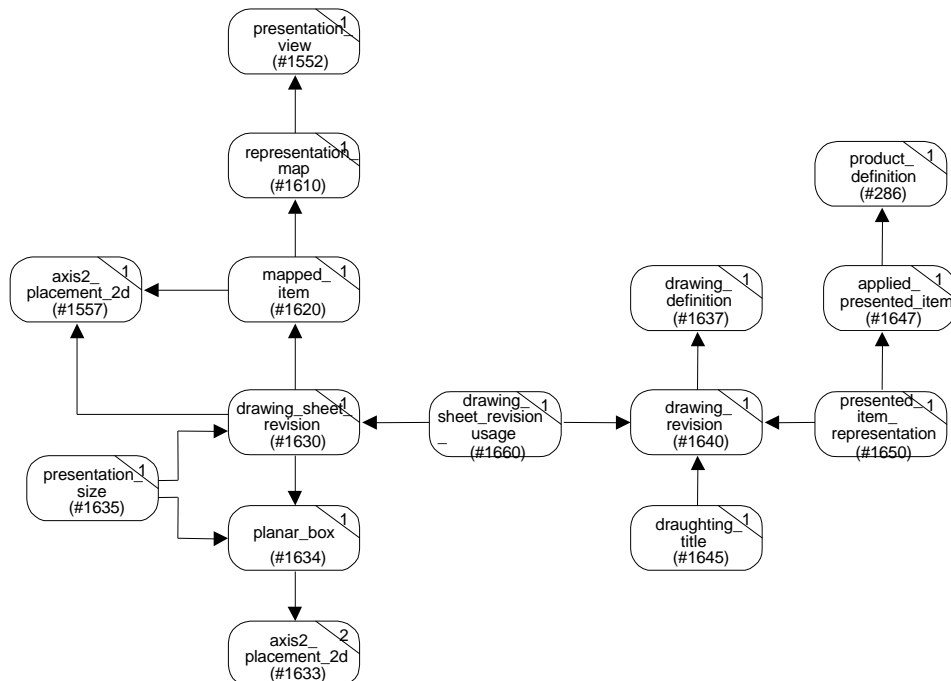 presentation_ 1
view
(#1552)
representation_ 1
map
(#1610)
product_ 1
definition
(#286)
axis2_ 1
placement_2d
(#1557)
mapped_ 1
item
(#1620)
drawing_ 1
definition
(#1637)
applied_ 1
presented_item
(#1647)
drawing_sheet_ 1
revision
(#1630)
drawing_ 1
sheet_revision
_usage
(#1660)
drawing_ 1
revision
(#1640)
presented_ 1
item_
representation
(#1650)
presentation_ 1
size
(#1635)
planar_box 1
(#1634)
draughting_ 1
title
(#1645)
axis2_ 2
placement_2d
(#1633)